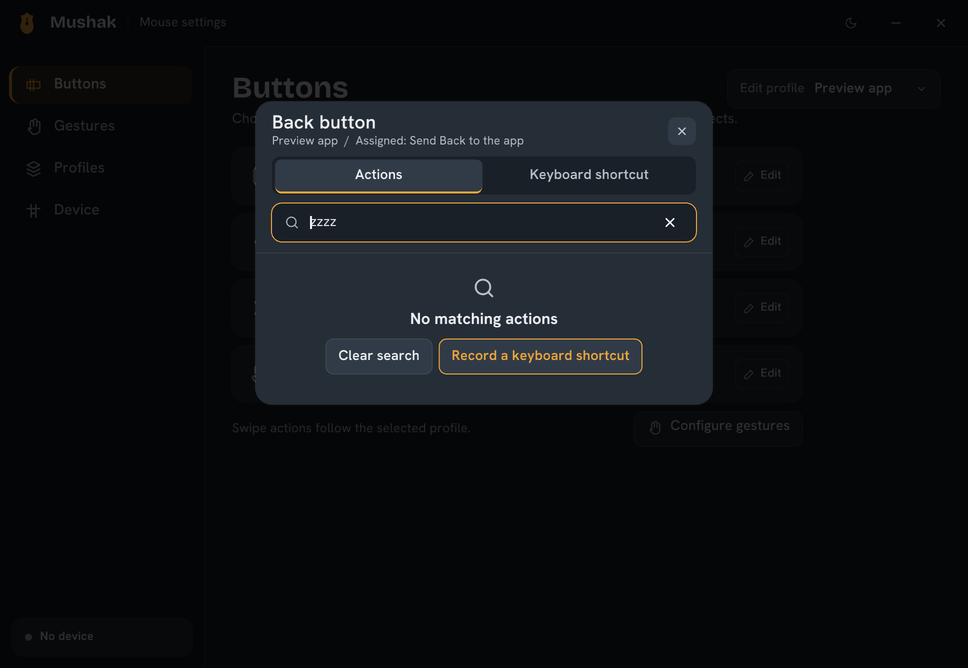 Mushak
Mouse settings
Buttons
Gestures
Profiles
Device
No device
Buttons
Edit profile Preview app
Back button
Preview app / Assigned: Send Back to the app
Actions
Keyboard shortcut
zzzz
No matching actions
Clear search
Record a keyboard shortcut
Edit
Edit
Edit
Edit
Swipe actions follow the selected profile.
Configure gestures